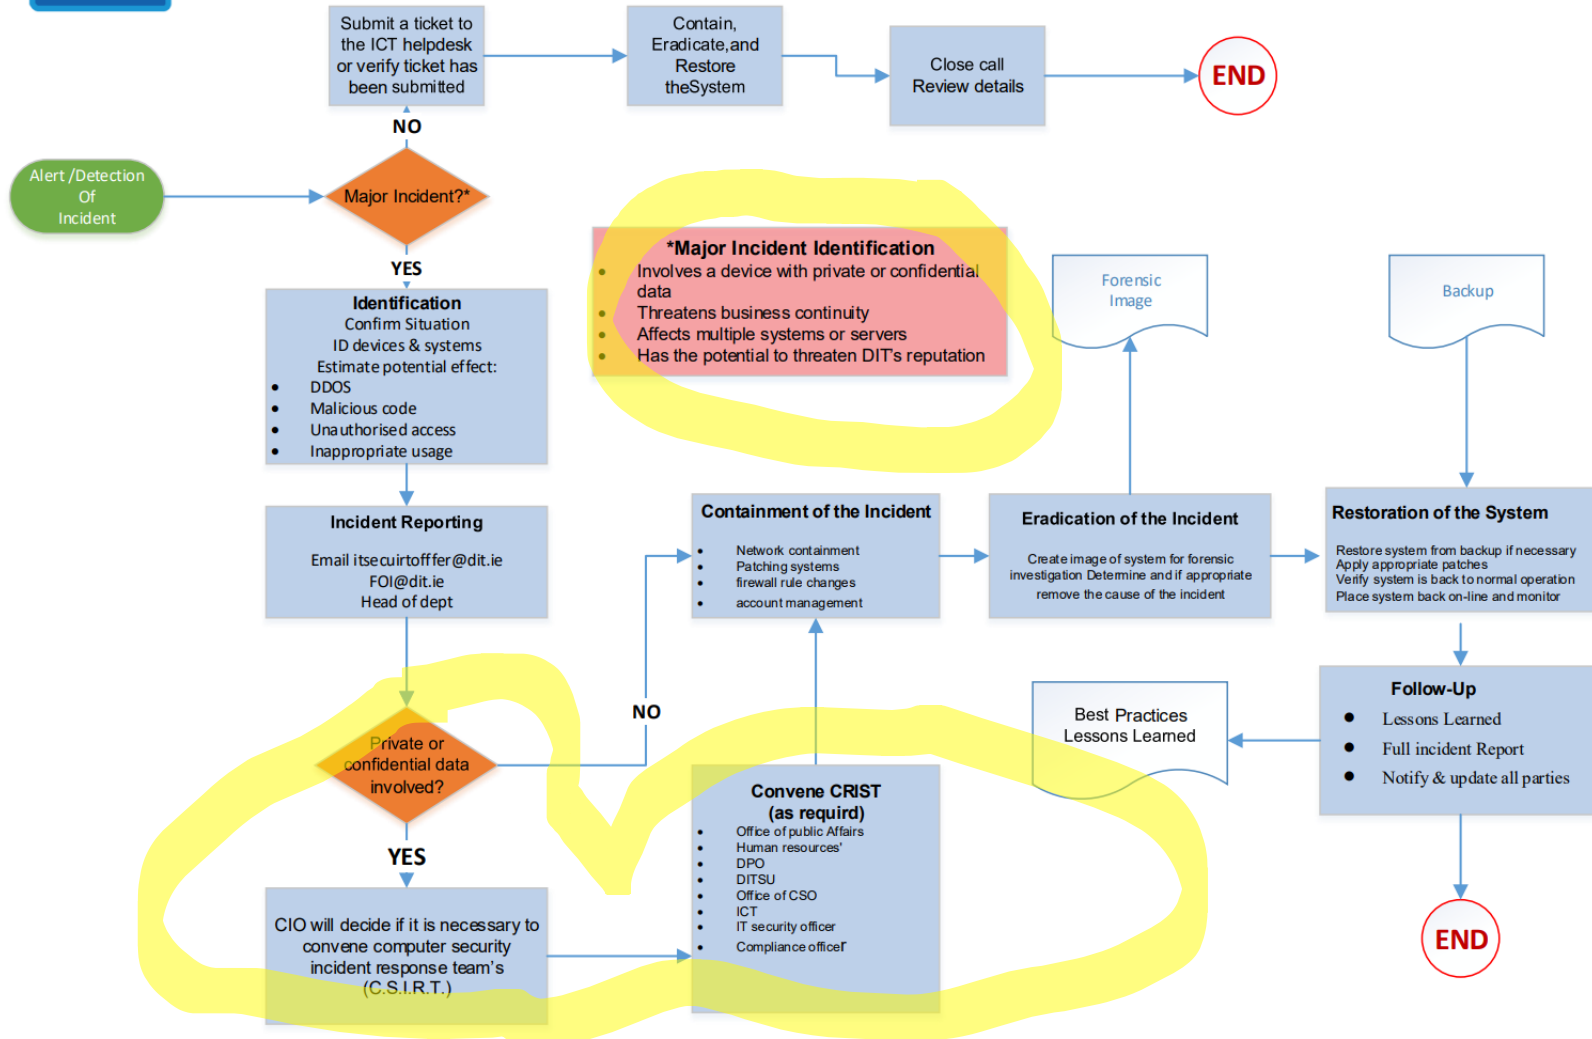 Submit a ticket to
the ICT helpdesk
or verify ticket has
been submitted
Contain,
Eradicate,and
Restore
theSystem
Close call
Review details
END
NO
Alert /Detection
Of
Incident
Major Incident?*
YES
*Major Incident Identification
• Involves a device with private or confidential
data
• Threatens business continuity
• Affects multiple systems or servers
• Has the potential to threaten DIT's reputation
Forensic
Image
Backup
Identification
Confirm Situation
ID devices & systems
Estimate potential effect:
• DDOS
• Malicious code
• Unauthorised access
• Inappropriate usage
Incident Reporting
Email itsecuirtofffer@dit.ie
FOI@dit.ie
Head of dept
Containment of the Incident
• Network containment
• Patching systems
• firewall rule changes
• account management
Eradication of the Incident
Create image of system for forensic
investigation Determine and if appropriate
remove the cause of the incident
Restoration of the System
Restore system from backup if necessary
Apply appropriate patches
Verify system is back to normal operation
Place system back on-line and monitor
Private or
confidential data
involved?
NO
YES
CIO will decide if it is necessary to
convene computer security
incident response team's
(C.S.I.R.T.)
Convene CRIST
(as requird)
• Office of public Affairs
• Human resources'
• DPO
• DITSU
• Office of CSO
• ICT
• IT security officer
• Compliance officer
Best Practices
Lessons Learned
Follow-Up
• Lessons Learned
• Full incident Report
• Notify & update all parties
END